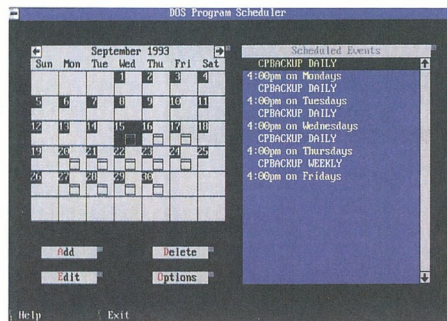 DOS Program Scheduler
September 1993
Sun Mon Tue Wed Thu Fri Sat
1 2 3 4
5 6 7 8 9 10 11
12 13 14 15 16 17 18
19 20 21 22 23 24 25
26 27 28 29 30
Scheduled Events
CPBACKUP DAILY
4:00pm on Mondays
CPBACKUP DAILY
4:00pm on Tuesdays
CPBACKUP DAILY
4:00pm on Wednesdays
CPBACKUP DAILY
4:00pm on Thursdays
CPBACKUP WEEKLY
4:00pm on Fridays
Add Delete
Edit Options
Help Exit